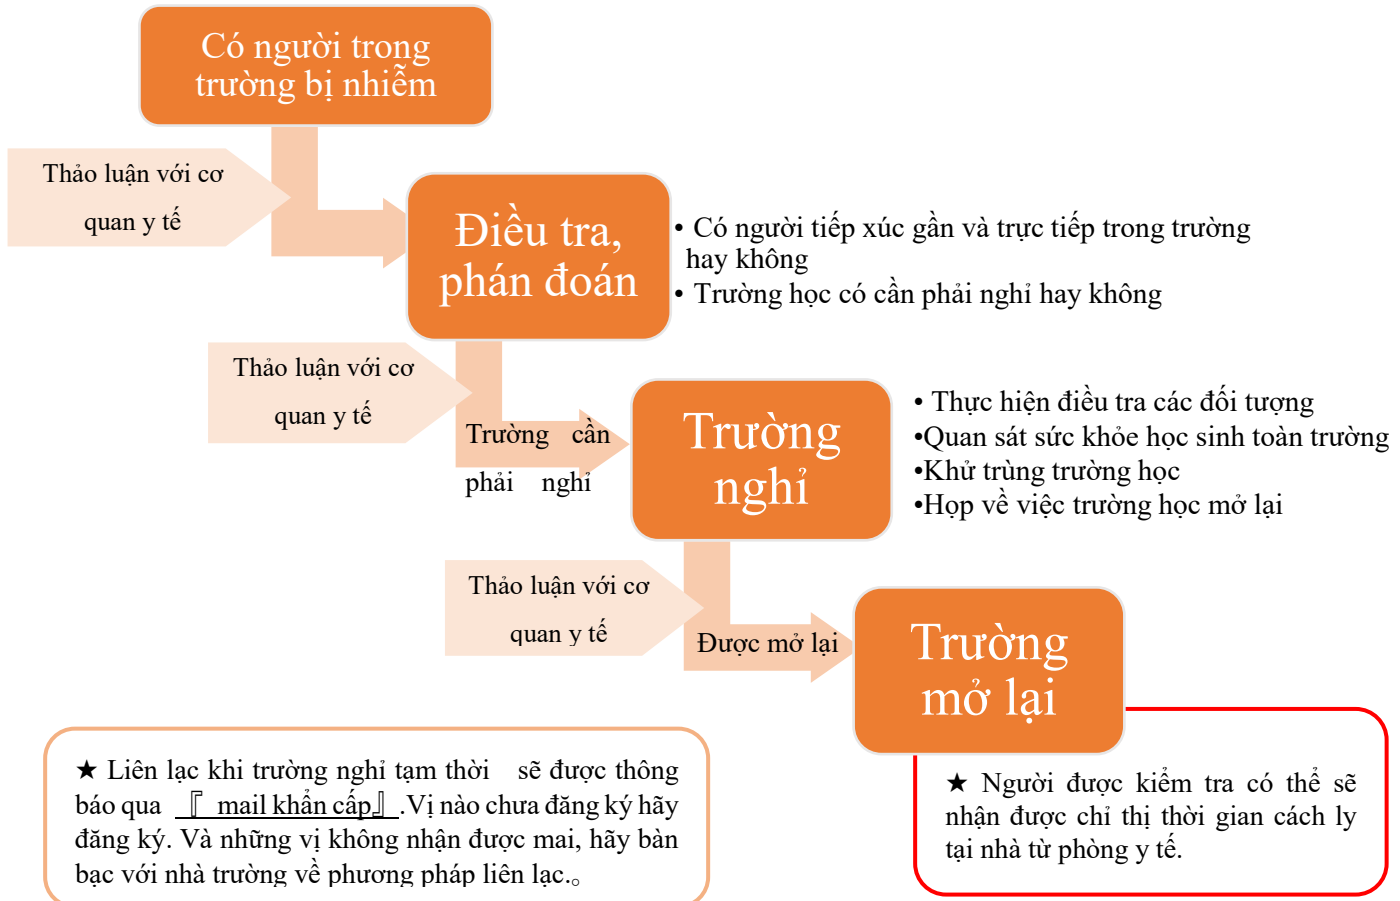 Có người trong
trường bị nhiễm
Thảo luận với cơ
quan y tế
Điều tra,
phán đoán
• Có người tiếp xúc gần và trực tiếp trong trường
hay không
• Trường học có cần phải nghỉ hay không
Thảo luận với cơ
quan y tế
Trường cần
phải nghỉ
Trường
nghỉ
• Thực hiện điều tra các đối tượng
•Quan sát sức khỏe học sinh toàn trường
•Khử trùng trường học
•Họp về việc trường học mở lại
Thảo luận với cơ
quan y tế
Được mở lại
Trường
mở lại
★ Liên lạc khi trường nghỉ tạm thời sẽ được thông
báo qua 『 mail khẩn cấp』.Vị nào chưa đăng ký hãy
đăng ký. Và những vị không nhận được mai, hãy bàn
bạc với nhà trường về phương pháp liên lạc.。
★ Người được kiểm tra có thể sẽ
nhận được chỉ thị thời gian cách ly
tại nhà từ phòng y tế.